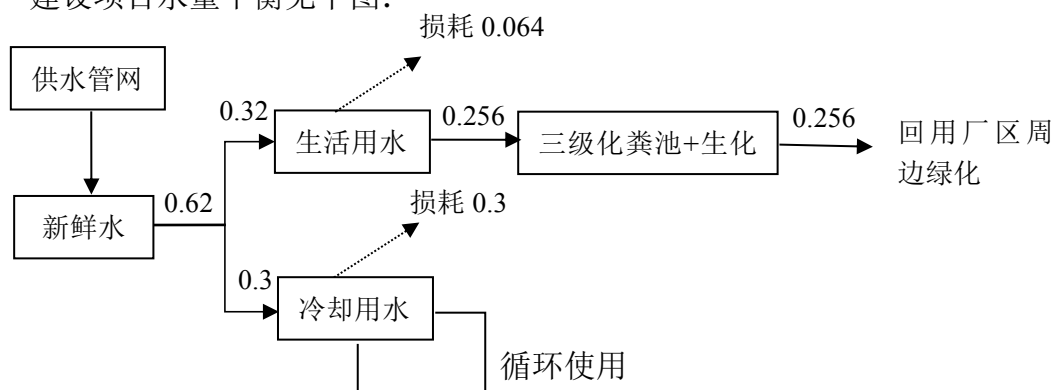 建设项目水量平衡见下图：
损耗 0.064
供水管网
0.32
生活用水
0.256
三级化粪池+生化
0.256
回用厂区周
边绿化
新鲜水
0.62
损耗 0.3
0.3
冷却用水
循环使用